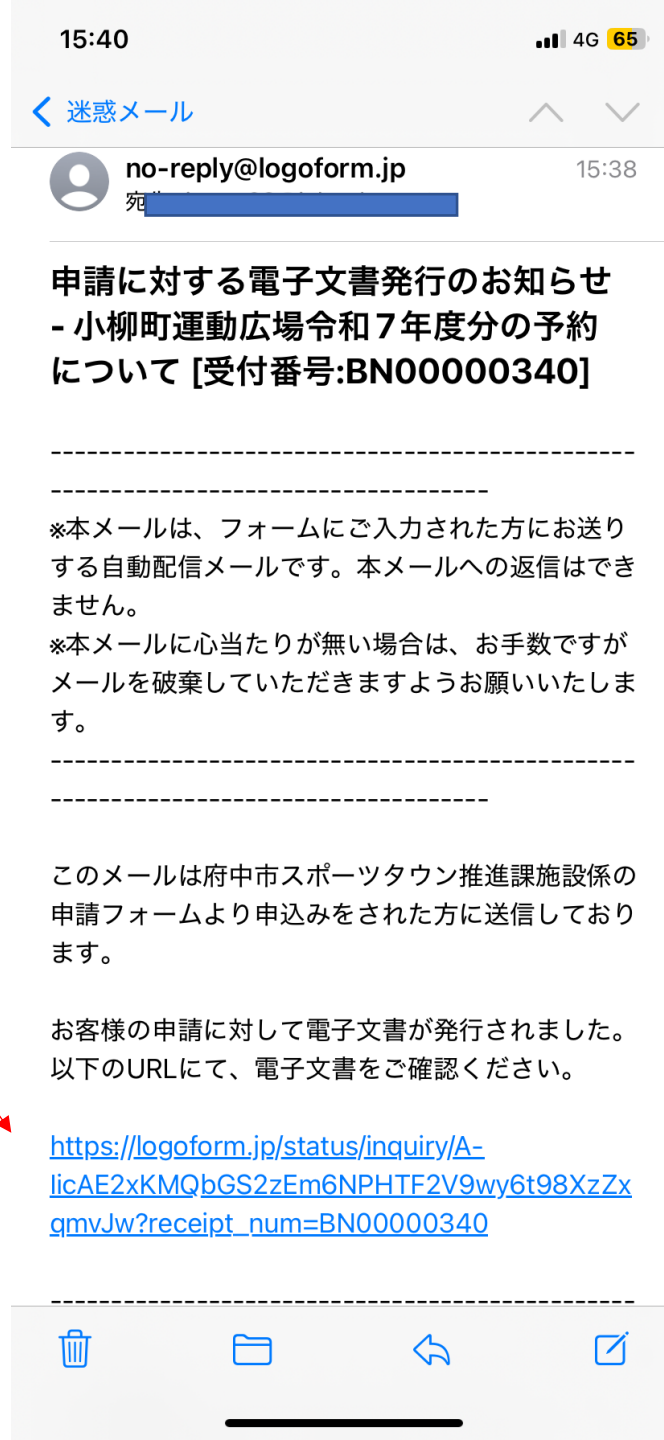 15:40
4G 65
迷惑メール
no-reply@logoform.jp
15:38
宛
申請に対する電子文書発行のお知らせ
- 小柳町運動広場令和７年度分の予約
について [受付番号:BN00000340]
------------------------------------------------
------------------------------------
※本メールは、フォームにご入力された方にお送り
する自動配信メールです。本メールへの返信はでき
ません。
※本メールに心当たりが無い場合は、お手数ですが
メールを破棄していただきますようお願いいたしま
す。
------------------------------------------------
------------------------------------
このメールは府中市スポーツタウン推進課施設係の
申請フォームより申込みをされた方に送信しており
ます。
お客様の申請に対して電子文書が発行されました。
以下のURLにて、電子文書をご確認ください。
https://logoform.jp/status/inquiry/A-
IicAE2xKMQbGS2zEm6NPHTF2V9wy6t98XzZx
qmvJw?receipt_num=BN00000340
------------------------------------------------